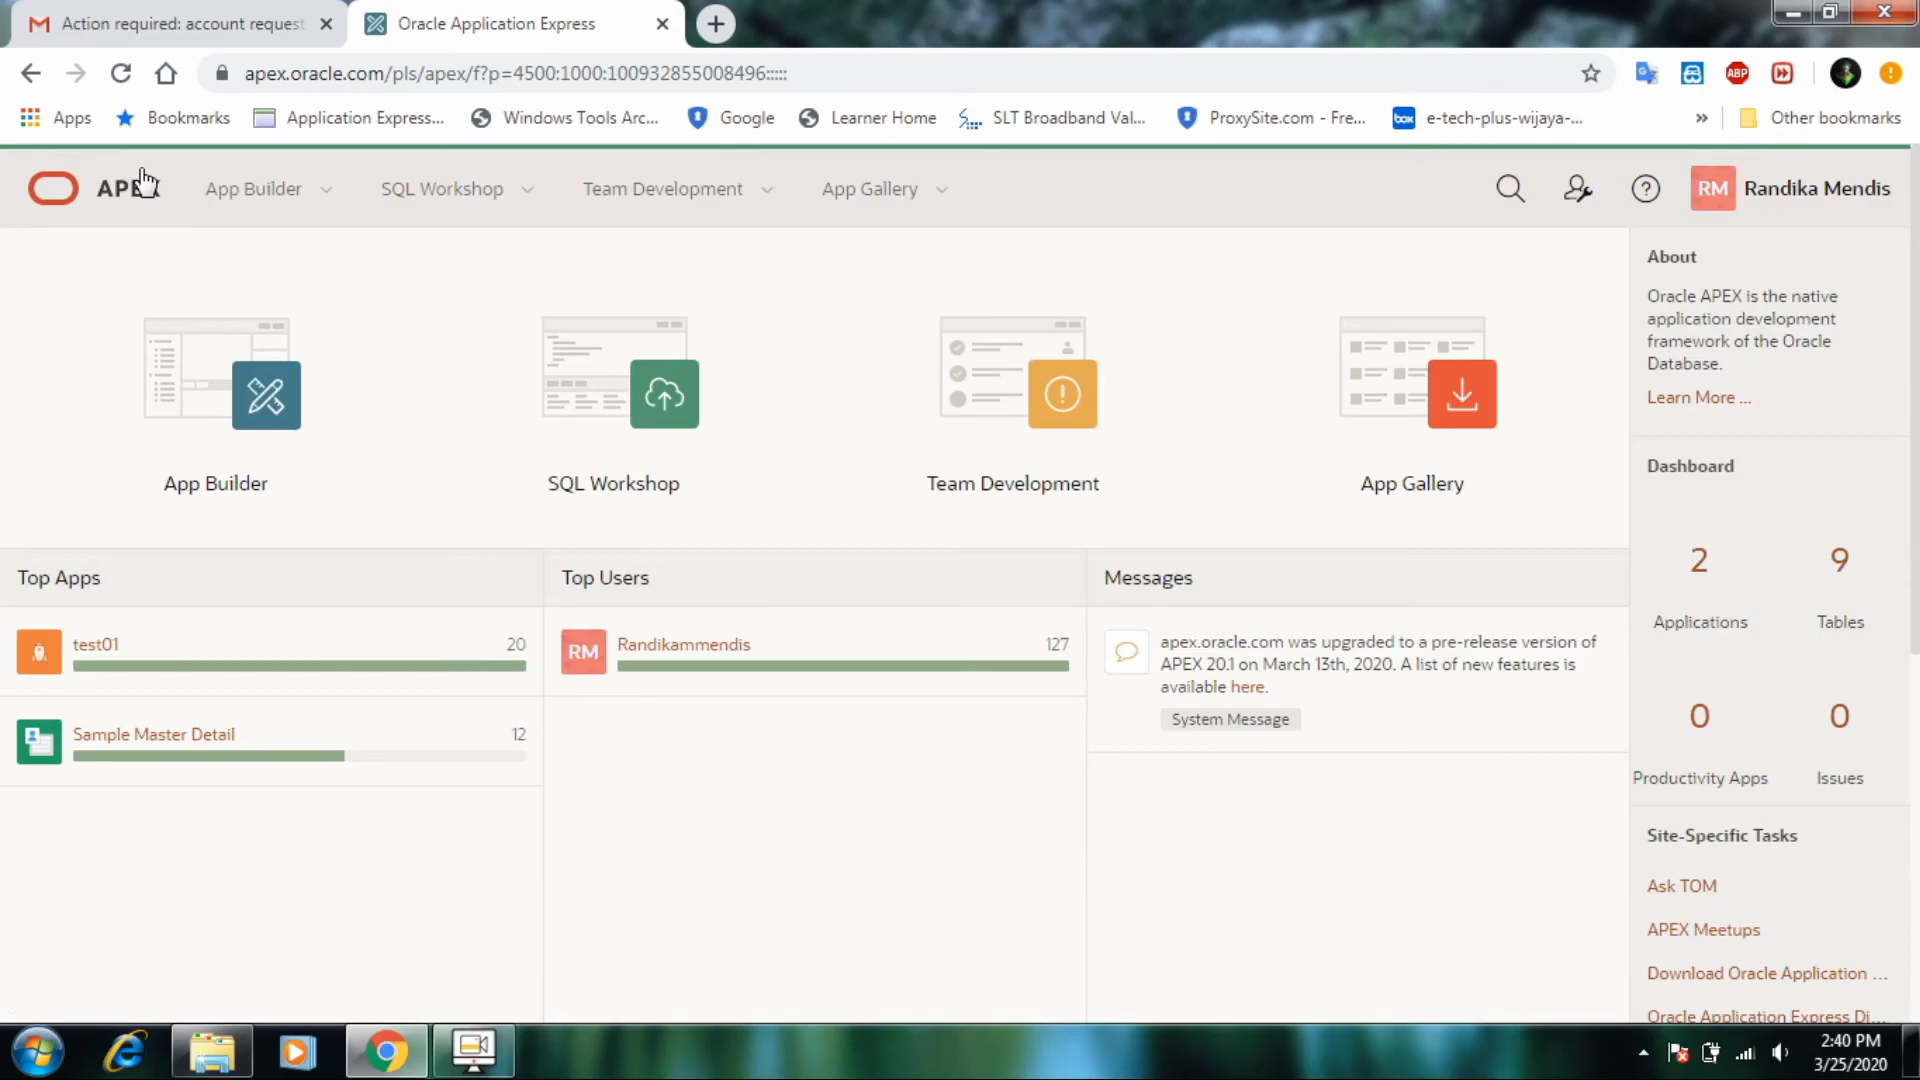 Action required: account request
Oracle Application Express
apex.oracle.com/pls/apex/f?p=4500:1000:100932855008496:::::
ABP
Apps
Bookmarks
Application Express...
Windows Tools Arc...
Google
Learner Home
SLT Broadband Val...
ProxySite.com - Fre...
box
e-tech-plus-wijaya-...
»
Other bookmarks
APEX
App Builder
SQL Workshop
Team Development
App Gallery
RM
Randika Mendis
App Builder
SQL Workshop
Team Development
App Gallery
About
Oracle APEX is the native
application development
framework of the Oracle
Database.
Learn More ...
Dashboard
2
9
Applications
Tables
0
0
Productivity Apps
Issues
Site-Specific Tasks
Ask TOM
APEX Meetups
Download Oracle Application ...
Oracle Application Express Di...
Top Apps
test01
20
Sample Master Detail
12
Top Users
RM
Randikammendis
127
Messages
apex.oracle.com was upgraded to a pre-release version of
APEX 20.1 on March 13th, 2020. A list of new features is
available here.
System Message
2:40 PM
3/25/2020